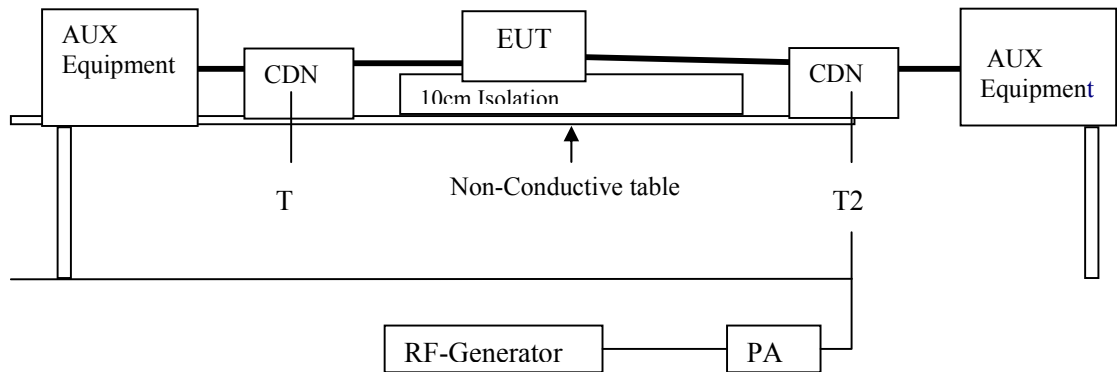 AUX
Equipment
CDN
EUT
10cm Isolation
CDN
AUX
Equipment
T
Non-Conductive table
T2
RF-Generator
PA